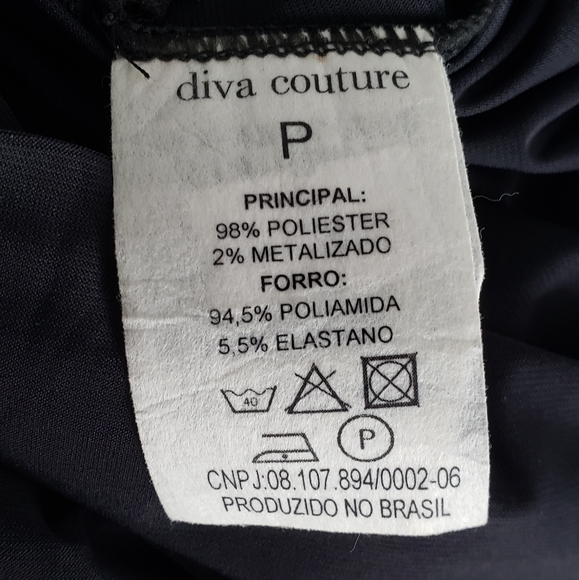 diva couture
P
PRINCIPAL:
98% POLIESTER
2% METALIZADO
FORRO:
94,5% POLIAMIDA
5,5% ELASTANO
40
P
CNPJ:08.107.894/0002-06
PRODUZIDO NO BRASIL